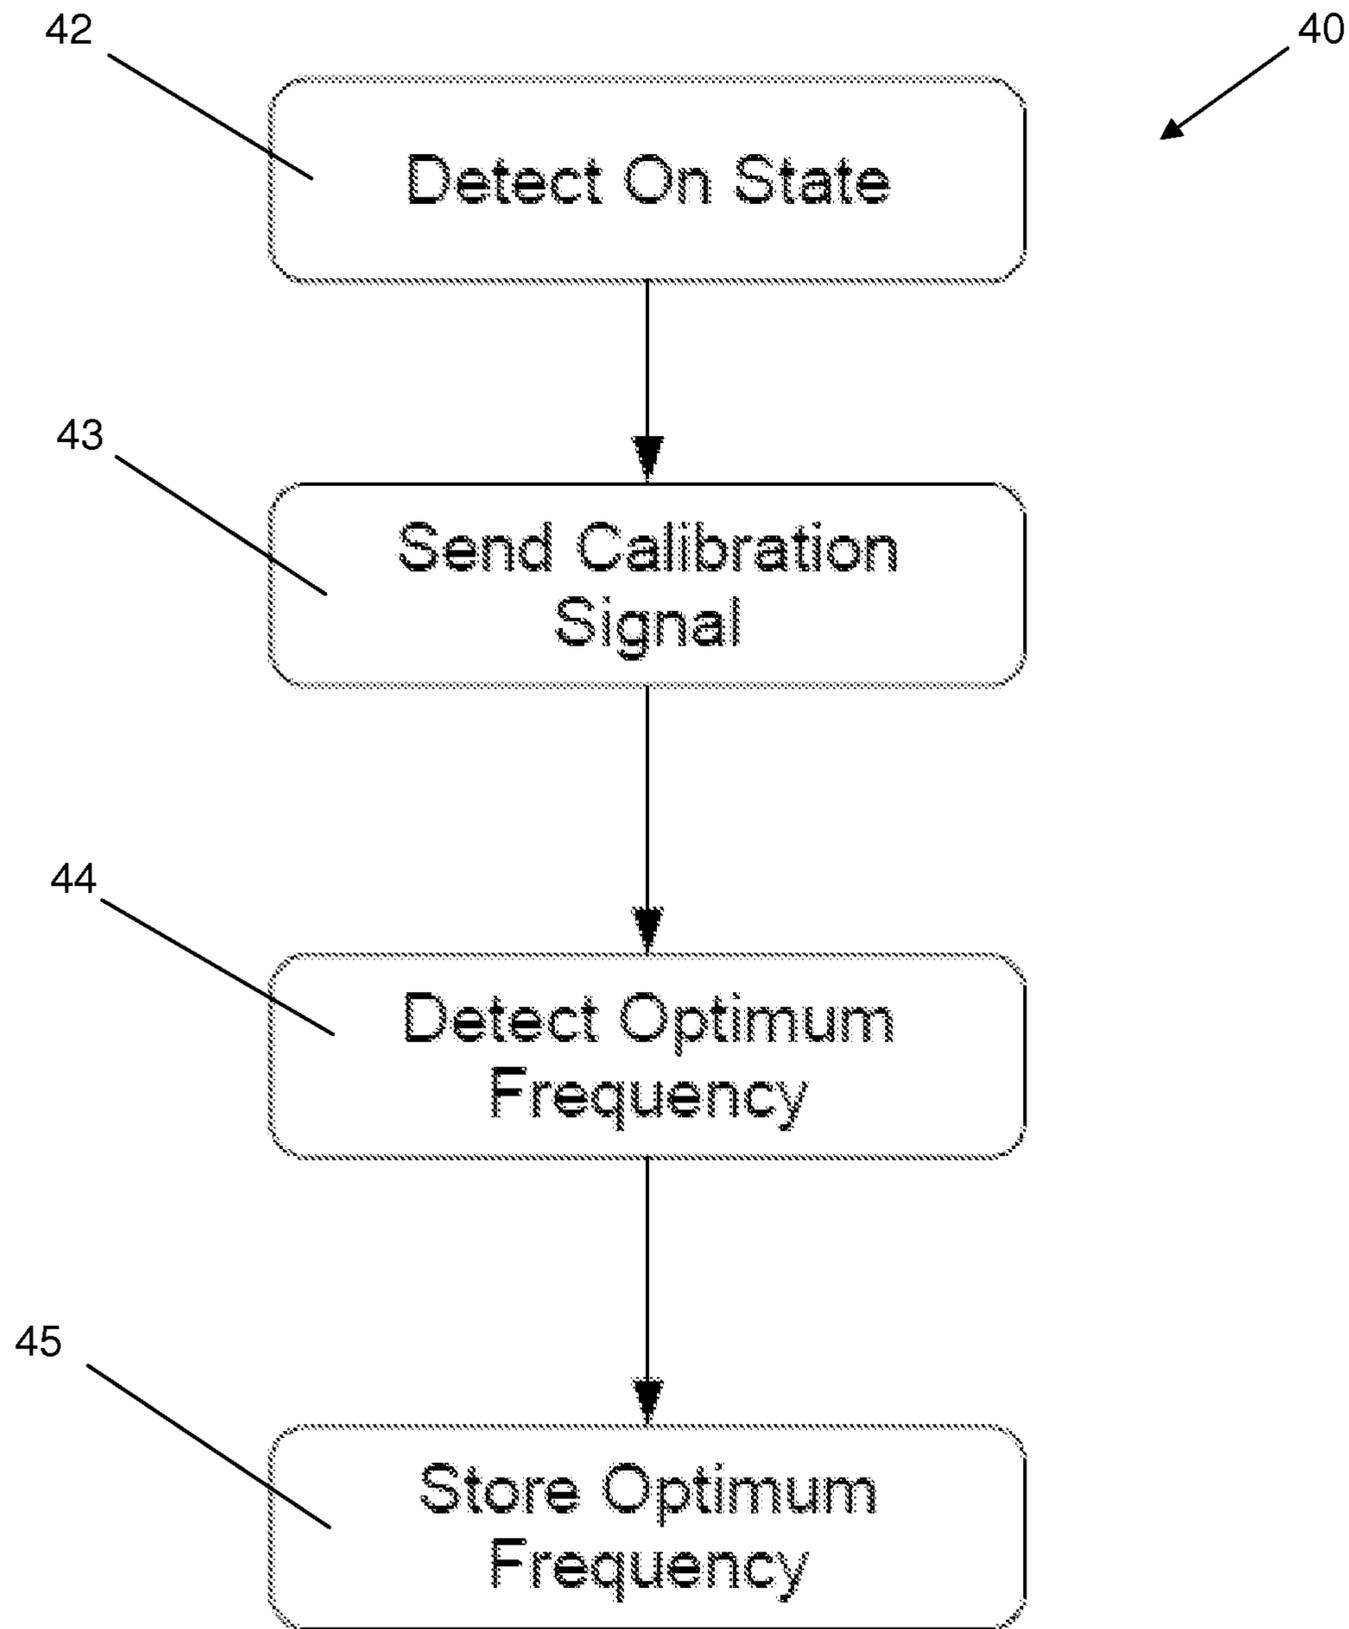 42
40
Detect On State
43
Send Calibration
Signal
44
Detect Optimum
Frequency
45
Store Optimum
Frequency